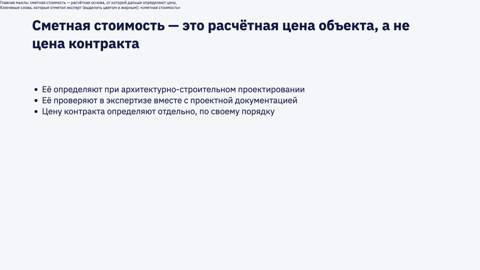 Главная мысль: сметная стоимость — расчётная основа, от которой дальше определяют цену.
Ключевые слова, которые отметил эксперт (выделить цветом и жирным): «сметная стоимость»
Сметная стоимость — это расчётная цена объекта, а не
цена контракта
• Её определяют при архитектурно-строительном проектировании
• Её проверяют в экспертизе вместе с проектной документацией
• Цену контракта определяют отдельно, по своему порядку